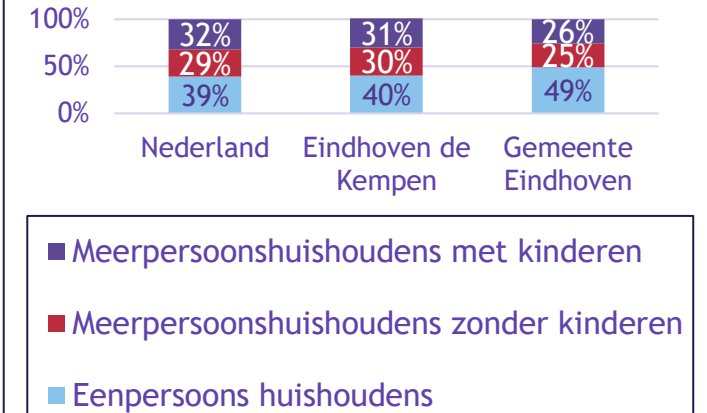 100%
50%
0%
32%
31%
26%
29%
30%
25%
39%
40%
49%
Nederland
Eindhoven de
Kempen
Gemeente
Eindhoven
Meerpersoonshuishoudens met kinderen
Meerpersoonshuishoudens zonder kinderen
Eenpersoons huishoudens